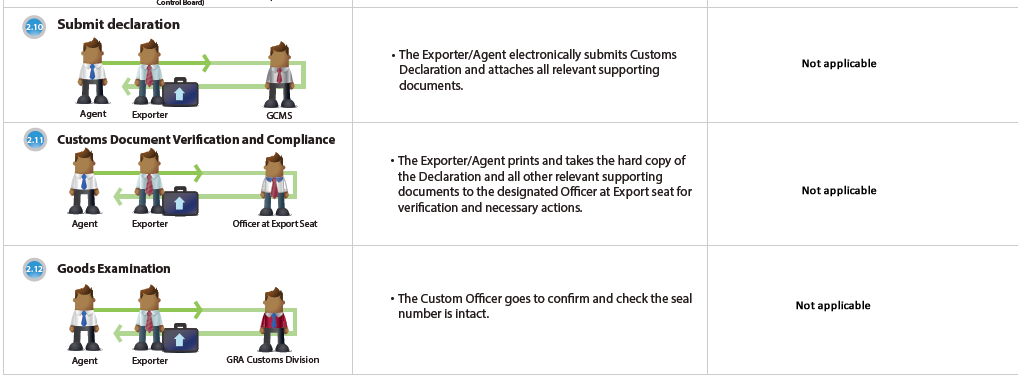 Control Board)
2.10 Submit declaration
Agent Exporter GCMS
• The Exporter/Agent electronically submits Customs
Declaration and attaches all relevant supporting
documents.
Not applicable
2.11 Customs Document Verification and Compliance
Agent Exporter Officer at Export Seat
• The Exporter/Agent prints and takes the hard copy of
the Declaration and all other relevant supporting
documents to the designated Officer at Export seat for
verification and necessary actions.
Not applicable
2.12 Goods Examination
Agent Exporter GRA Customs Division
• The Custom Officer goes to confirm and check the seal
number is intact.
Not applicable